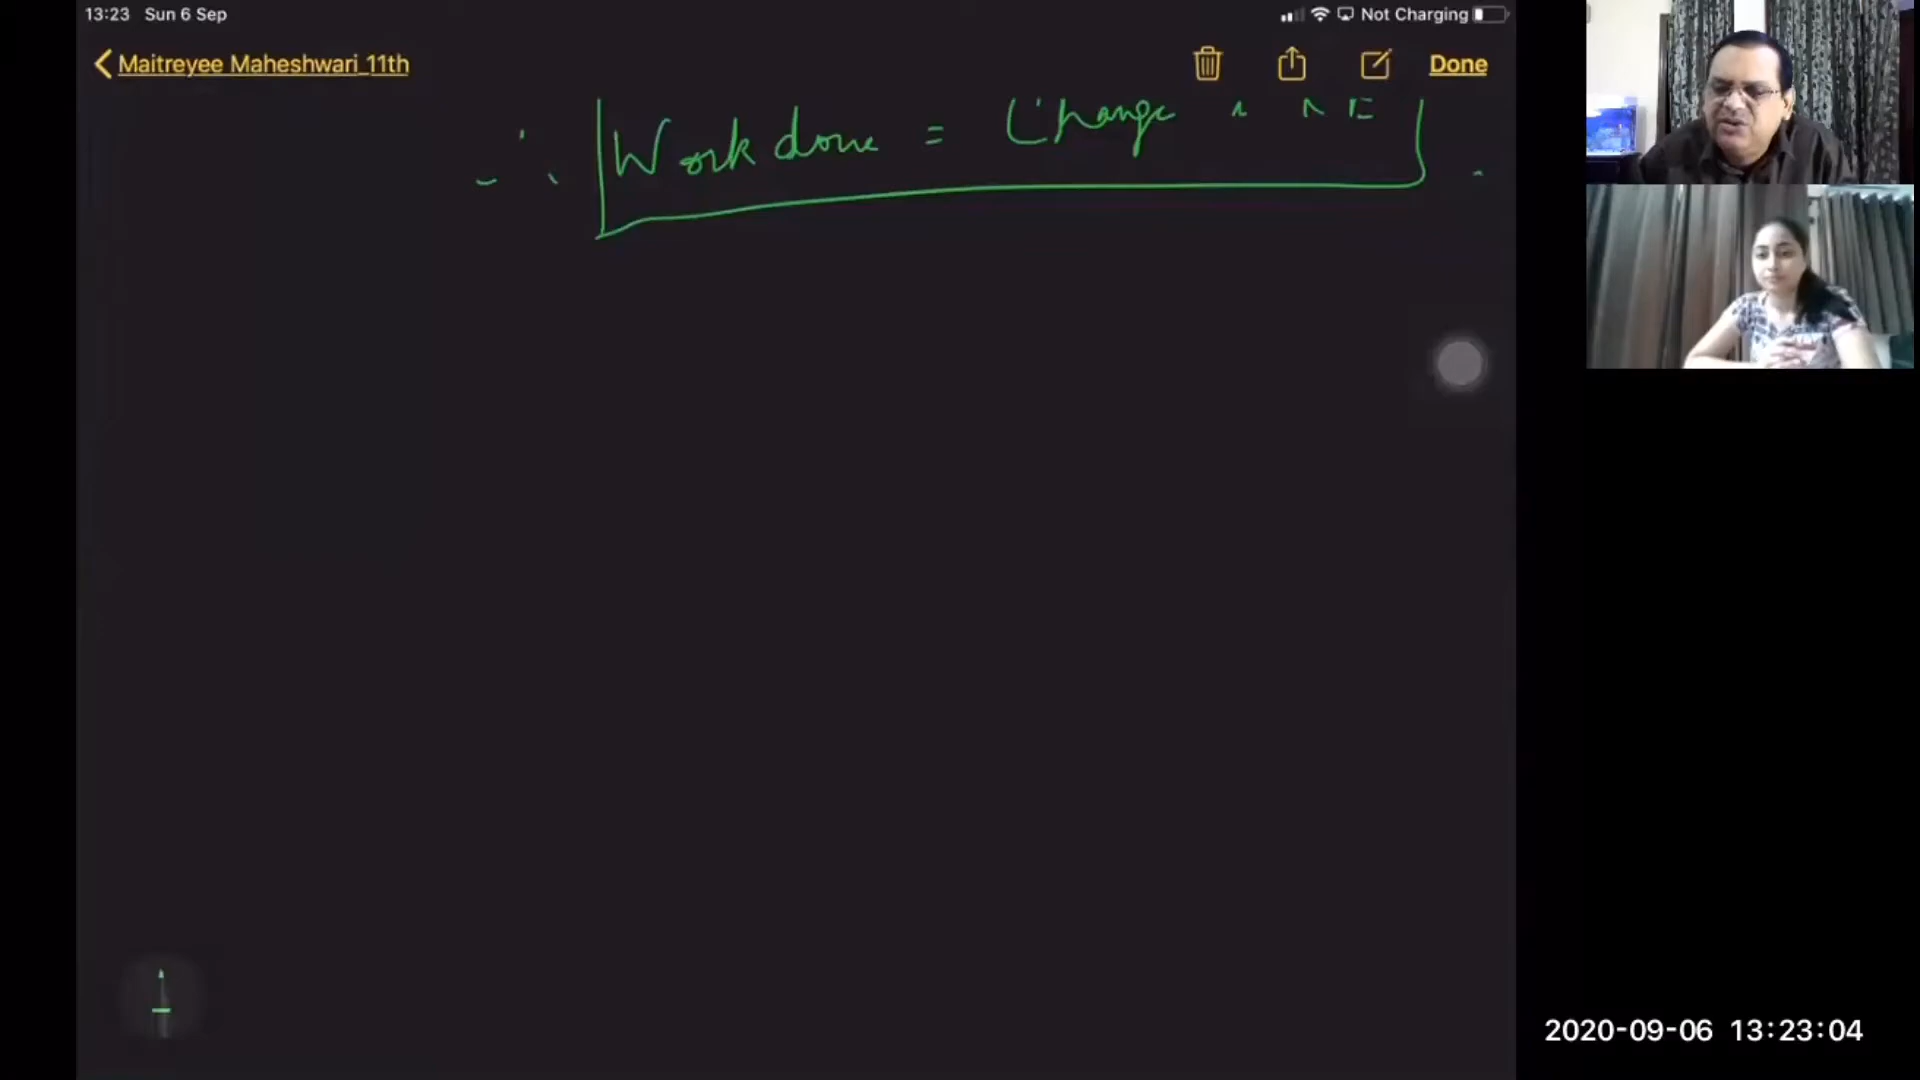 13:23 Sun 6 Sep Not Charging
Maitreyee Maheshwari_11th Done
∴ Work done = Change
2020-09-06 13:23:04